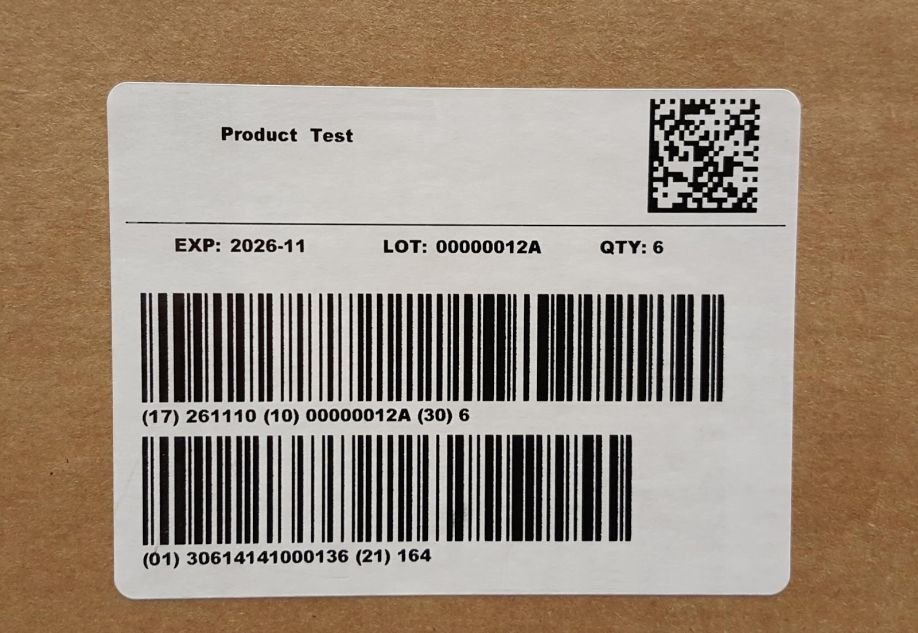 Product Test
EXP: 2026-11 LOT: 00000012A QTY: 6
(17) 261110 (10) 00000012A (30) 6
(01) 30614141000136 (21) 164